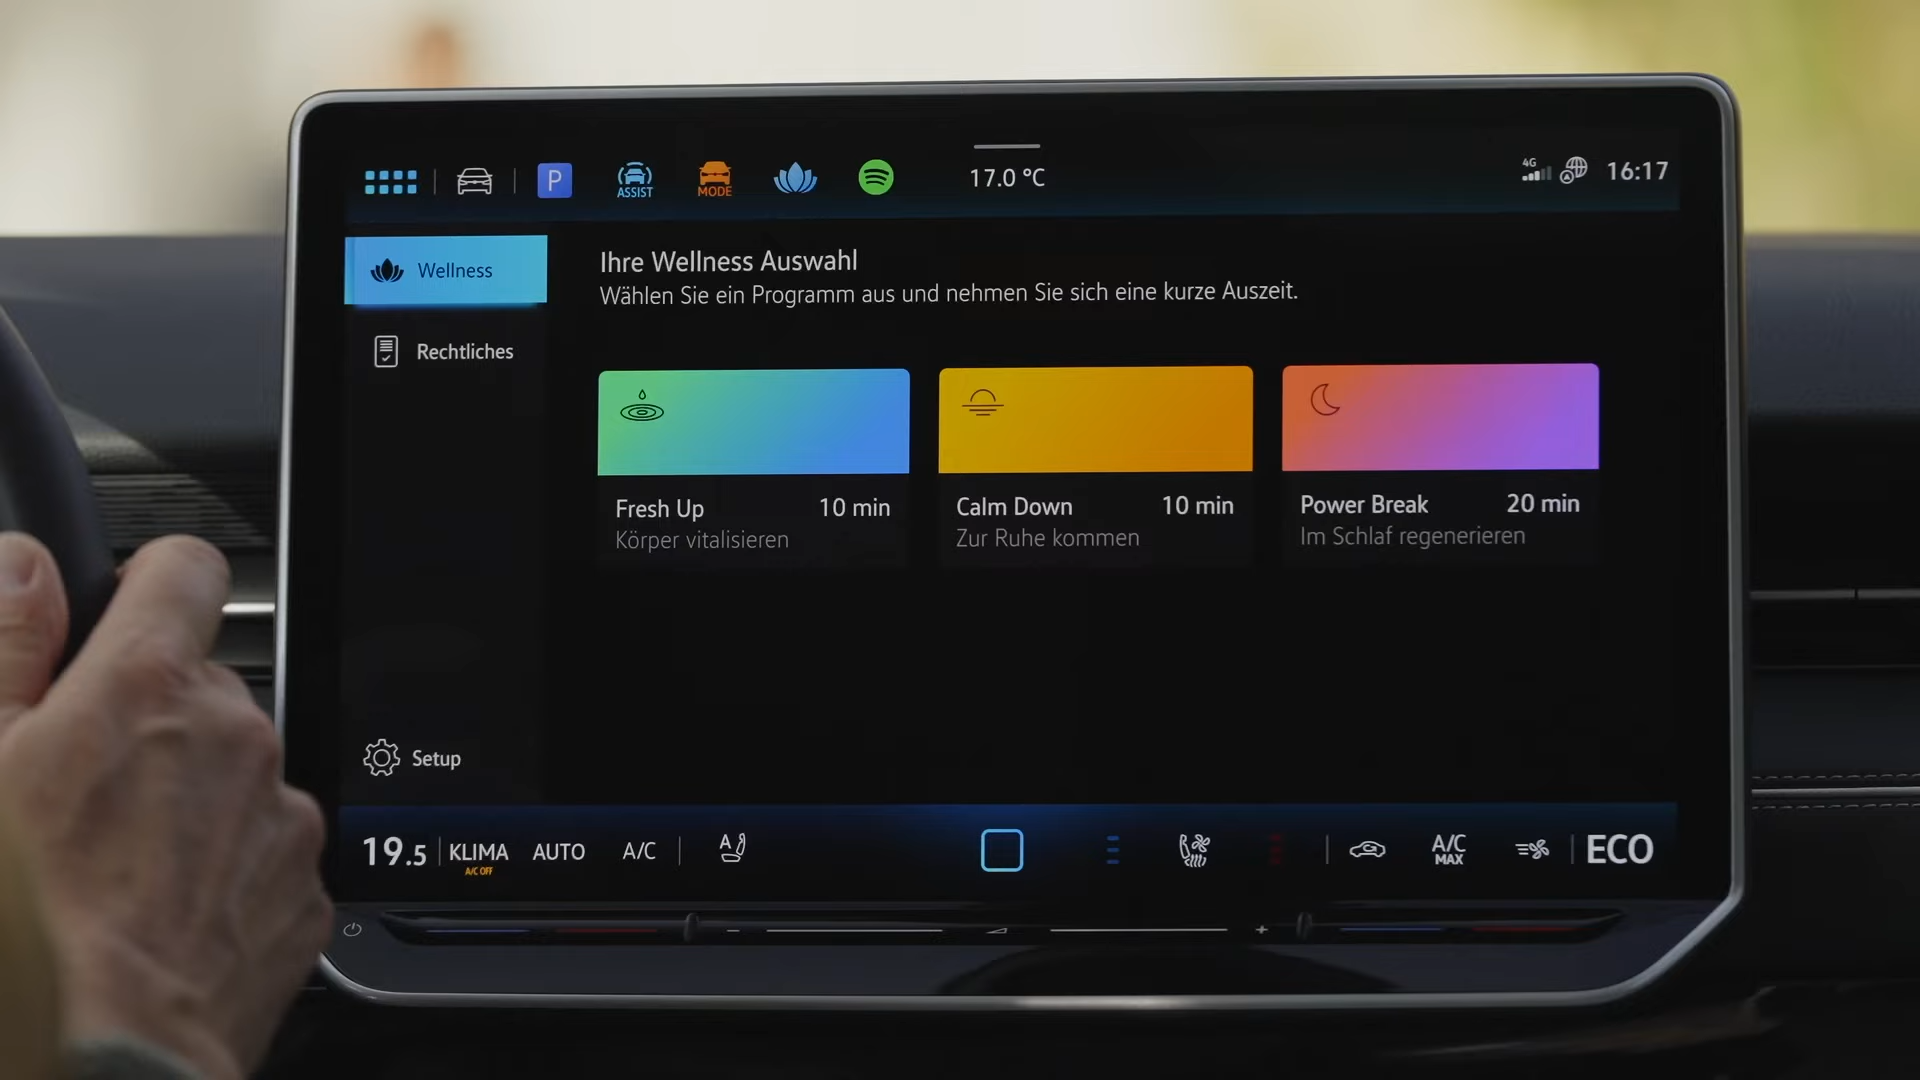 P
ASSIST
MODE
17.0 °C
4G
A
16:17
Wellness
Rechtliches
Setup
Ihre Wellness Auswahl
Wählen Sie ein Programm aus und nehmen Sie sich eine kurze Auszeit.
Fresh Up 10 min
Körper vitalisieren
Calm Down 10 min
Zur Ruhe kommen
Power Break 20 min
Im Schlaf regenerieren
19.5 KLIMA AUTO A/C A A/C ECO
A/C OFF MAX